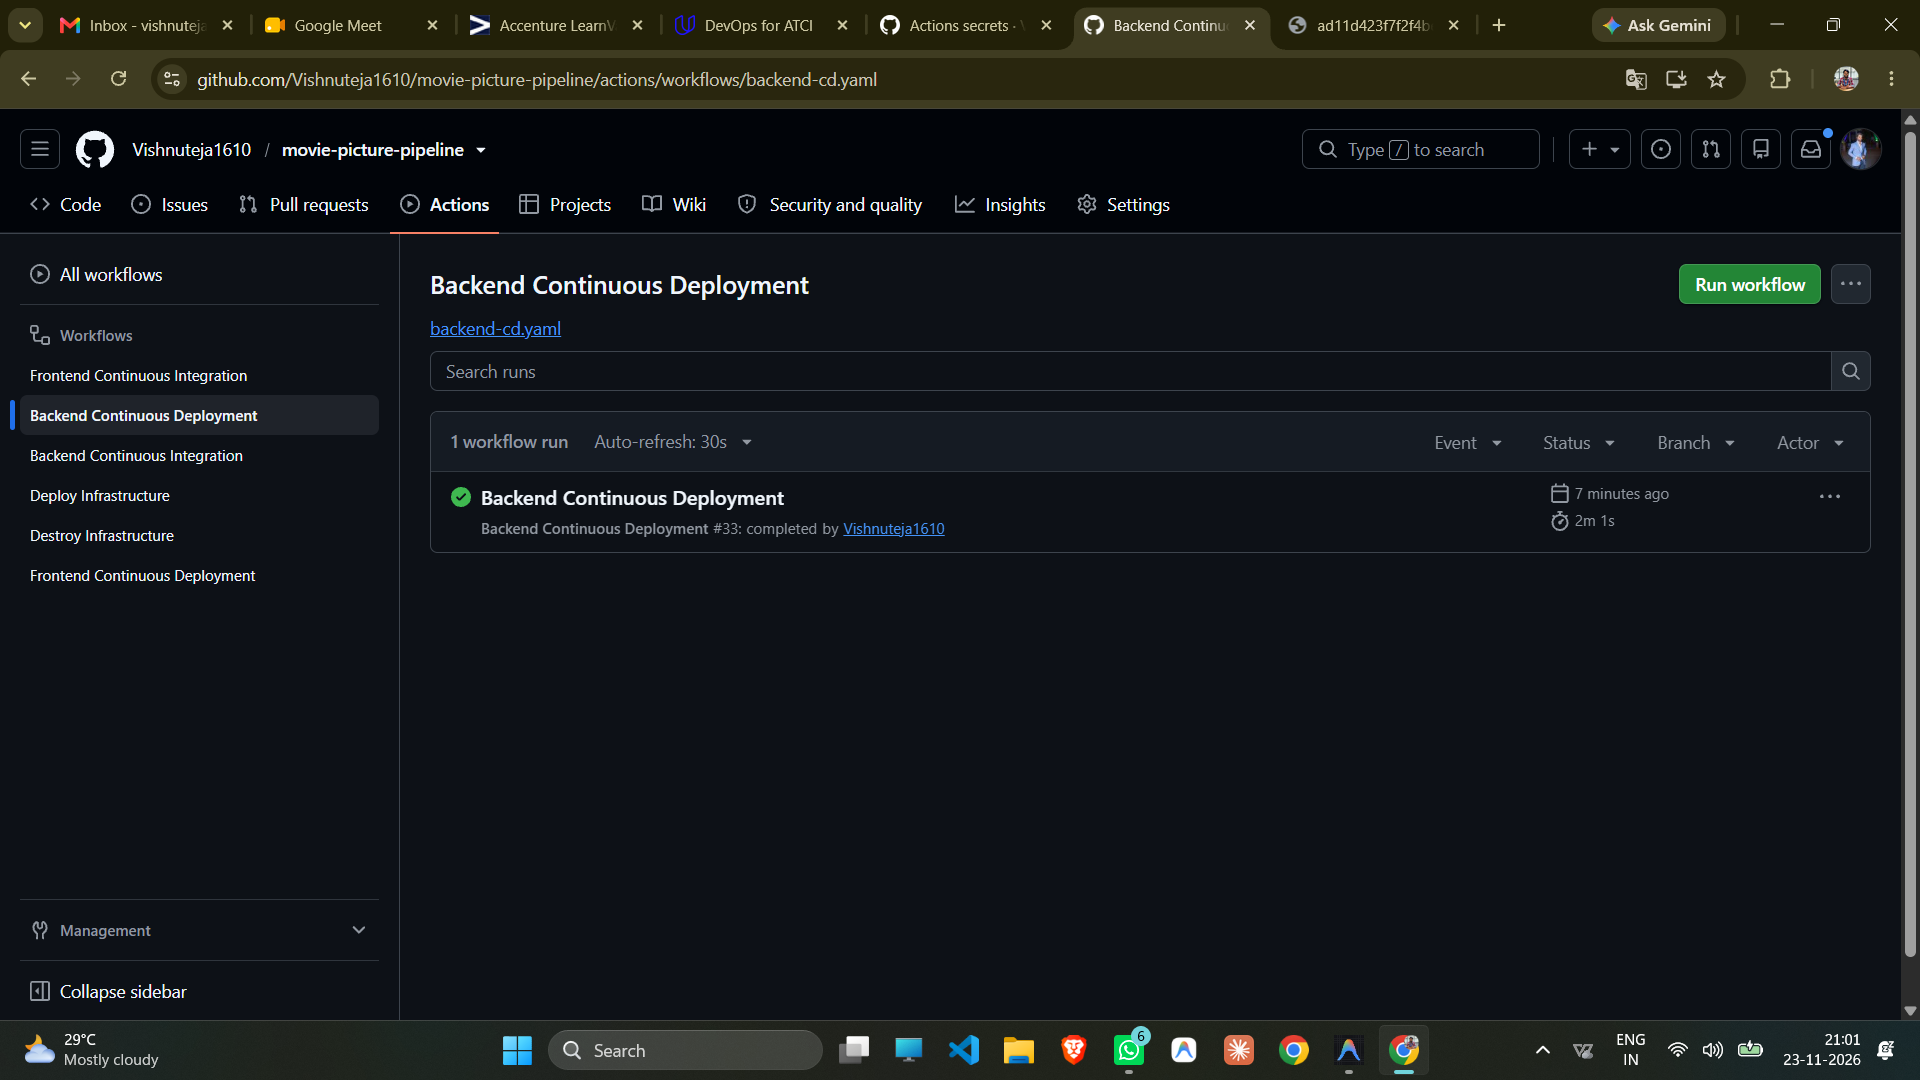 Inbox - vishnuteja
Google Meet
Accenture LearnV
DevOps for ATCI
Actions secrets · V
Backend Continu
ad11d423f7f2f4b
Ask Gemini
github.com/Vishnuteja1610/movie-picture-pipeline/actions/workflows/backend-cd.yaml
Vishnuteja1610 / movie-picture-pipeline
Type / to search
Code
Issues
Pull requests
Actions
Projects
Wiki
Security and quality
Insights
Settings
All workflows
Workflows
Frontend Continuous Integration
Backend Continuous Deployment
Backend Continuous Integration
Deploy Infrastructure
Destroy Infrastructure
Frontend Continuous Deployment
Management
Collapse sidebar
Backend Continuous Deployment
Run workflow
backend-cd.yaml
Search runs
1 workflow run
Auto-refresh: 30s
Event
Status
Branch
Actor
Backend Continuous Deployment
Backend Continuous Deployment #33: completed by Vishnuteja1610
7 minutes ago
2m 1s
29°C
Mostly cloudy
Search
6
ENG
IN
21:01
23-11-2026